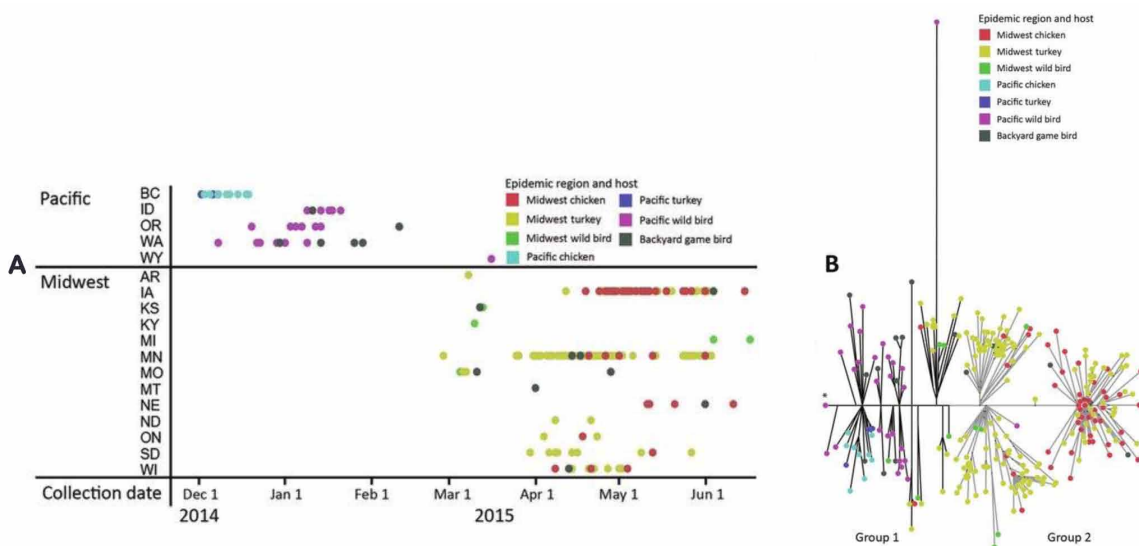 A
Pacific
BC
ID
OR
WA
WY
Midwest
AR
IA
KS
KY
MI
MN
MO
MT
NE
ND
ON
SD
WI
Collection date
Dec 1 Jan 1 Feb 1 Mar 1 Apr 1 May 1 Jun 1
2014 2015
Epidemic region and host
Midwest chicken Pacific turkey
Midwest turkey Pacific wild bird
Midwest wild bird Backyard game bird
Pacific chicken
B
Epidemic region and host
Midwest chicken
Midwest turkey
Midwest wild bird
Pacific chicken
Pacific turkey
Pacific wild bird
Backyard game bird
Group 1 Group 2